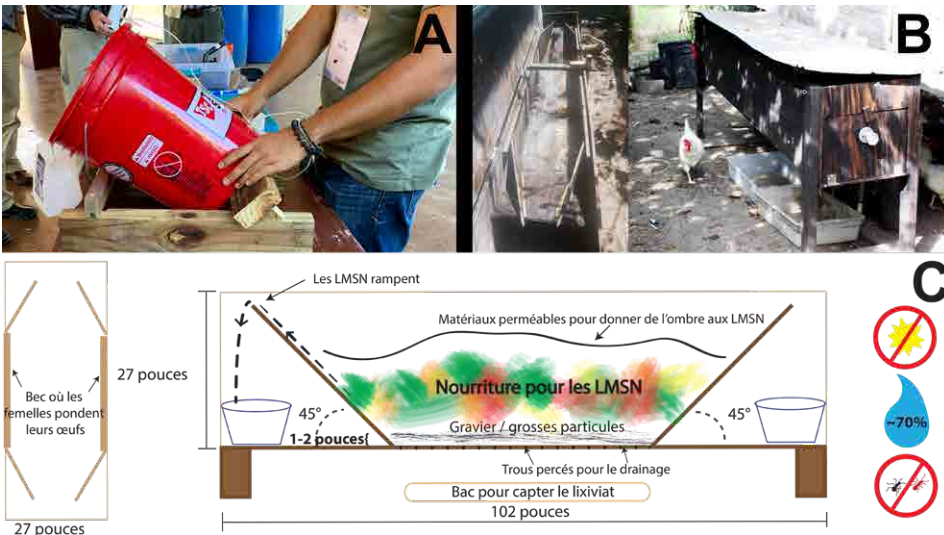 A
B
C
Les LMSN rampent
Matériaux perméables pour donner de l'ombre aux LMSN
27 pouces
Bec où les
femelles pondent
leurs œufs
Nourriture pour les LMSN
45°
45°
~70%
Gravier / grosses particules
1-2 pouces{
Trous percés pour le drainage
Bac pour capter le lixiviat
102 pouces
27 pouces